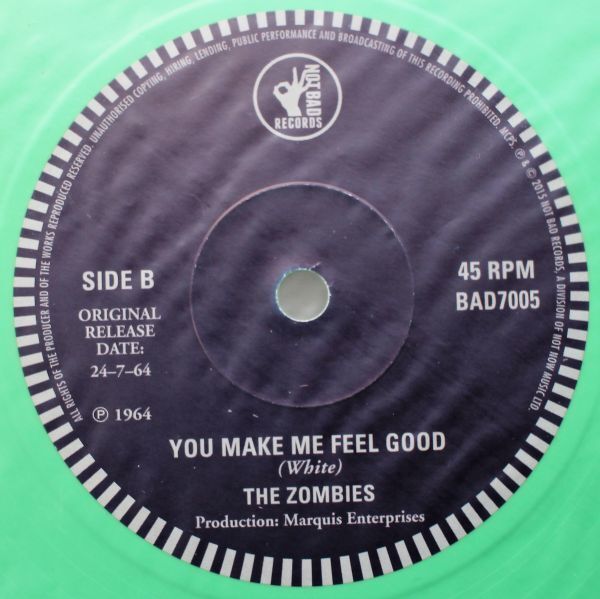 ALL RIGHTS OF THE PRODUCER AND OF THE WORKS REPRODUCED RESERVED. UNAUTHORISED COPYING, HIRING, LENDING, PUBLIC PERFORMANCE AND BROADCASTING OF THIS RECORDING PROHIBITED. MCPS. ℗ & © 2015 NOT BAD RECORDS, A DIVISION OF NOT NOW MUSIC LTD.
NOT BAD
RECORDS
SIDE B
45 RPM
BAD7005
ORIGINAL
RELEASE
DATE:
24–7–64
℗ 1964
YOU MAKE ME FEEL GOOD
(White)
THE ZOMBIES
Production: Marquis Enterprises